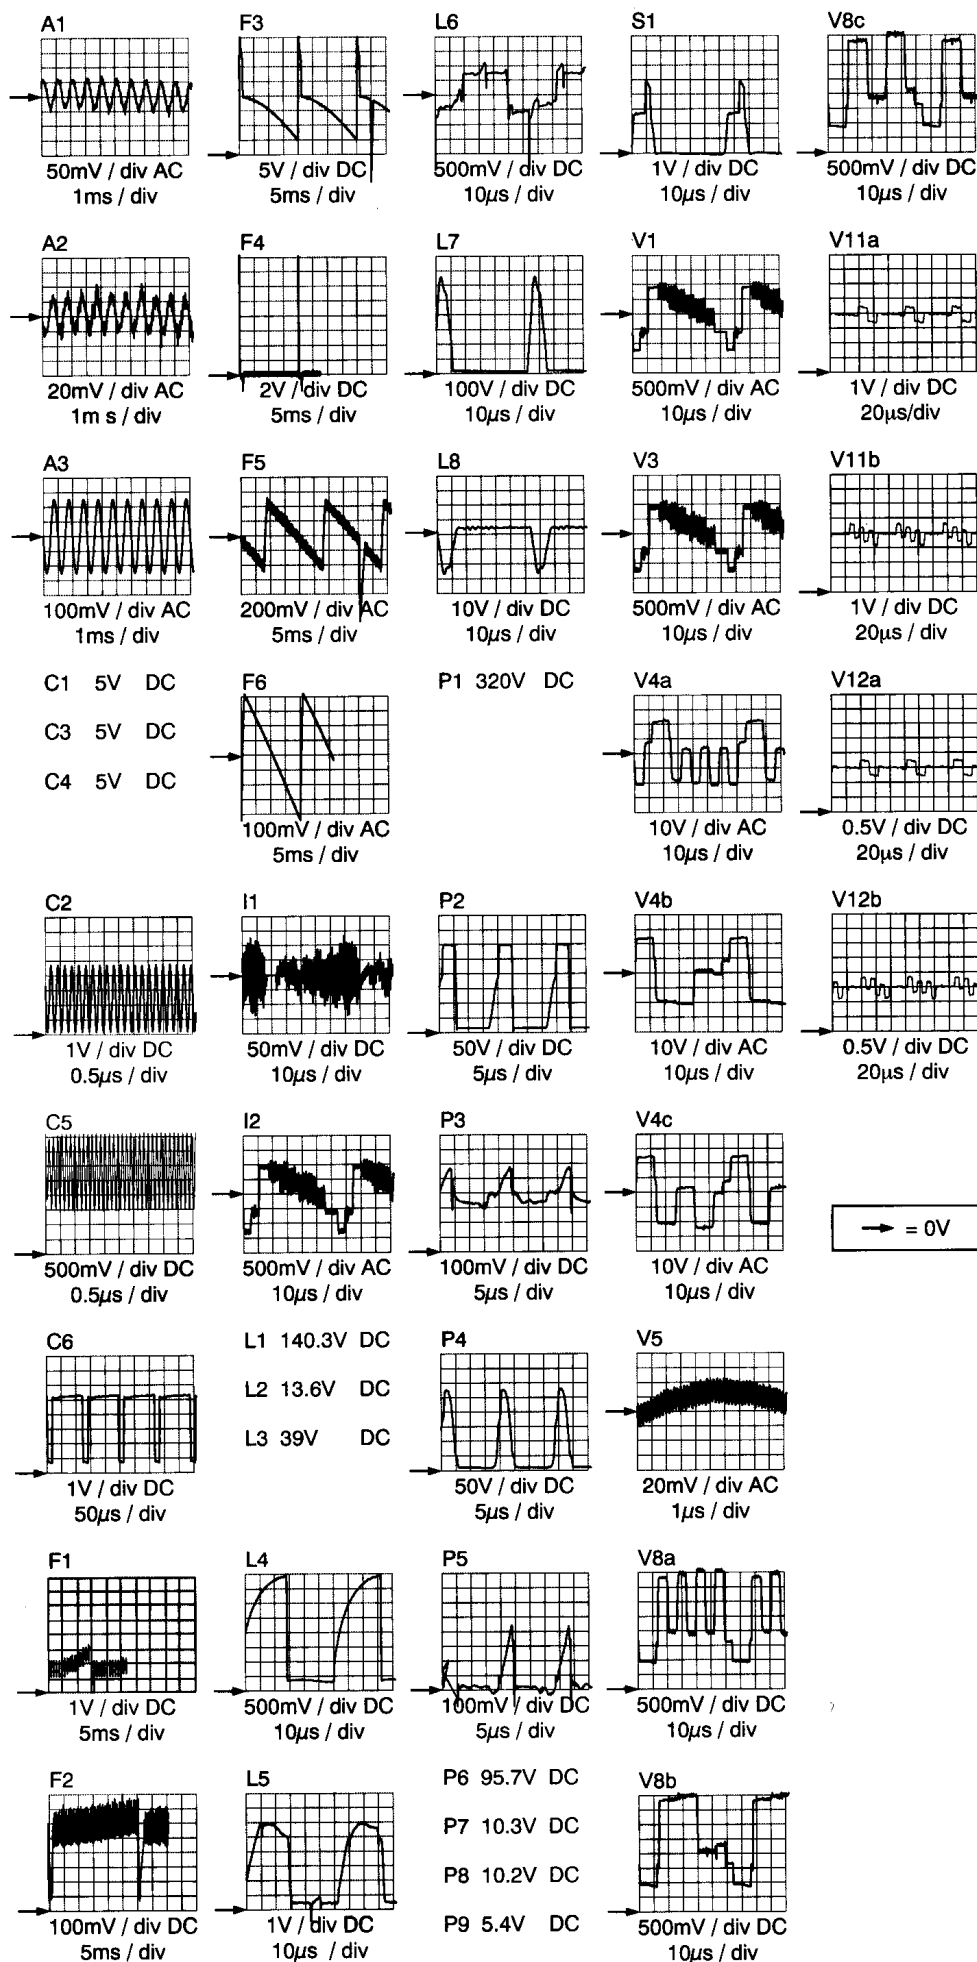 A1
50mV / div AC
1ms / div
F3
5V / div DC
5ms / div
L6
500mV / div DC
10µs / div
S1
1V / div DC
10µs / div
V8c
500mV / div DC
10µs / div
A2
20mV / div AC
1m s / div
F4
2V / div DC
5ms / div
L7
100V / div DC
10µs / div
V1
500mV / div AC
10µs / div
V11a
1V / div DC
20µs/div
A3
100mV / div AC
1ms / div
F5
200mV / div AC
5ms / div
L8
10V / div DC
10µs / div
V3
500mV / div AC
10µs / div
V11b
1V / div DC
20µs / div
C1 5V DC
C3 5V DC
C4 5V DC
F6
100mV / div AC
5ms / div
P1 320V DC
V4a
10V / div AC
10µs / div
V12a
0.5V / div DC
20µs / div
C2
1V / div DC
0.5µs / div
I1
50mV / div DC
10µs / div
P2
50V / div DC
5µs / div
V4b
10V / div AC
10µs / div
V12b
0.5V / div DC
20µs / div
C5
500mV / div DC
0.5µs / div
I2
500mV / div AC
10µs / div
P3
100mV / div DC
5µs / div
V4c
10V / div AC
10µs / div
→ = 0V
C6
1V / div DC
50µs / div
L1 140.3V DC
L2 13.6V DC
L3 39V DC
P4
50V / div DC
5µs / div
V5
20mV / div AC
1µs / div
F1
1V / div DC
5ms / div
L4
500mV / div DC
10µs / div
P5
100mV / div DC
5µs / div
V8a
500mV / div DC
10µs / div
F2
100mV / div DC
5ms / div
L5
1V / div DC
10µs / div
P6 95.7V DC
P7 10.3V DC
P8 10.2V DC
P9 5.4V DC
V8b
500mV / div DC
10µs / div